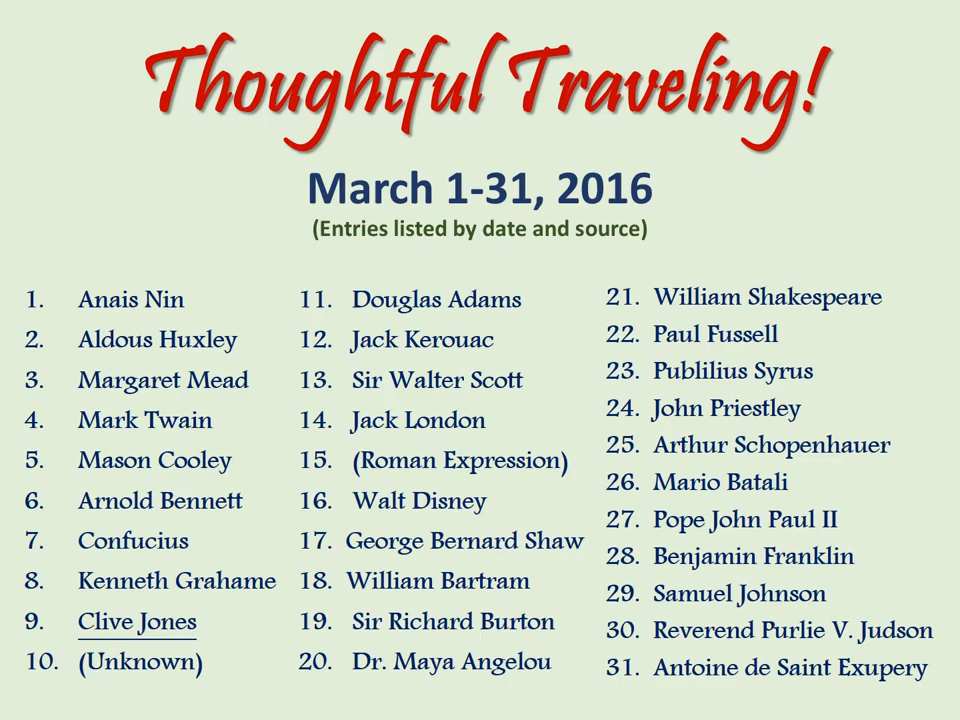 Thoughtful Traveling!
March 1-31, 2016
(Entries listed by date and source)
1. Anais Nin
2. Aldous Huxley
3. Margaret Mead
4. Mark Twain
5. Mason Cooley
6. Arnold Bennett
7. Confucius
8. Kenneth Grahame
9. Clive Jones
10. (Unknown)
11. Douglas Adams
12. Jack Kerouac
13. Sir Walter Scott
14. Jack London
15. (Roman Expression)
16. Walt Disney
17. George Bernard Shaw
18. William Bartram
19. Sir Richard Burton
20. Dr. Maya Angelou
21. William Shakespeare
22. Paul Fussell
23. Publilius Syrus
24. John Priestley
25. Arthur Schopenhauer
26. Mario Batali
27. Pope John Paul II
28. Benjamin Franklin
29. Samuel Johnson
30. Reverend Purlie V. Judson
31. Antoine de Saint Exupery